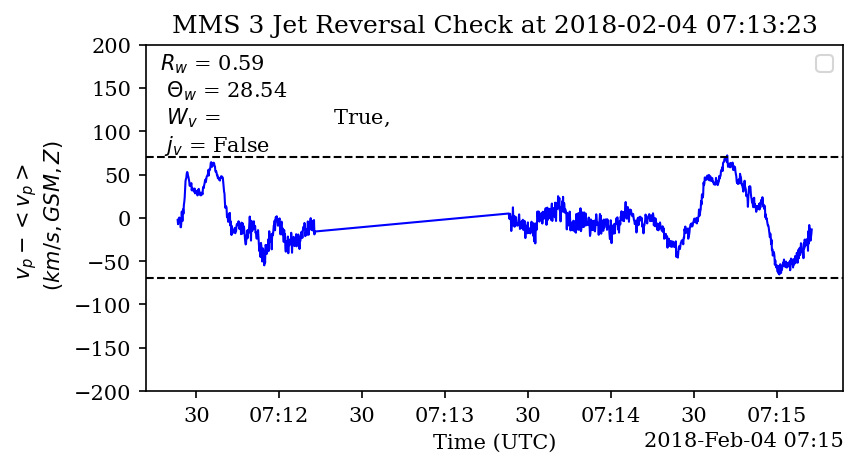 MMS 3 Jet Reversal Check at 2018-02-04 07:13:23
200
150
100
50
0
−50
−100
−150
−200
v_p − < v_p >
(km/s, GSM, Z)
R_w = 0.59
Θ_w = 28.54
W_v = True,
j_v = False
30 07:12 30 07:13 30 07:14 30 07:15
Time (UTC)
2018-Feb-04 07:15